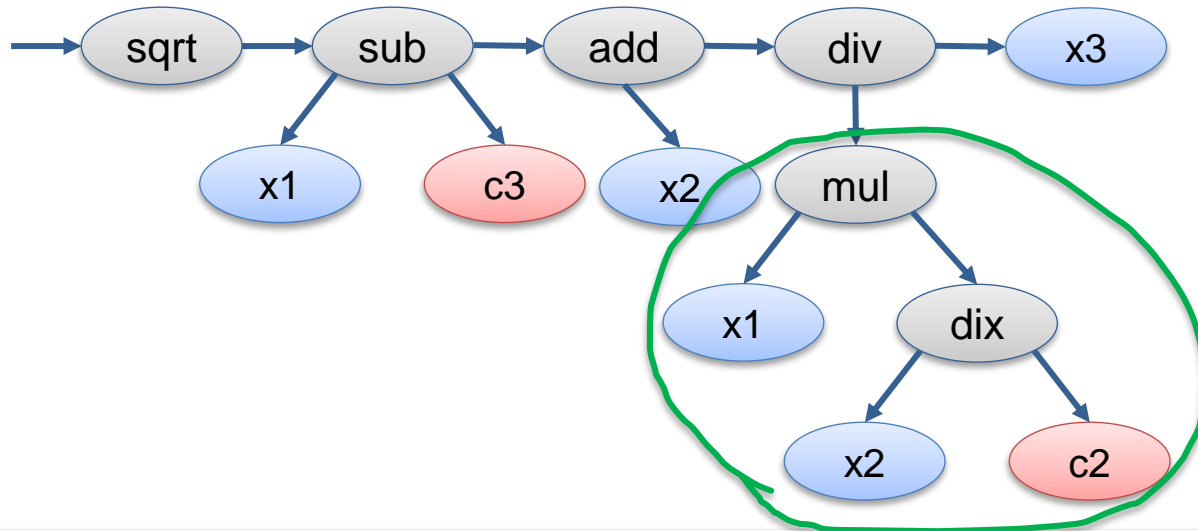 sqrt sub add div x3
x1 c3 x2 mul
x1 dix
x2 c2